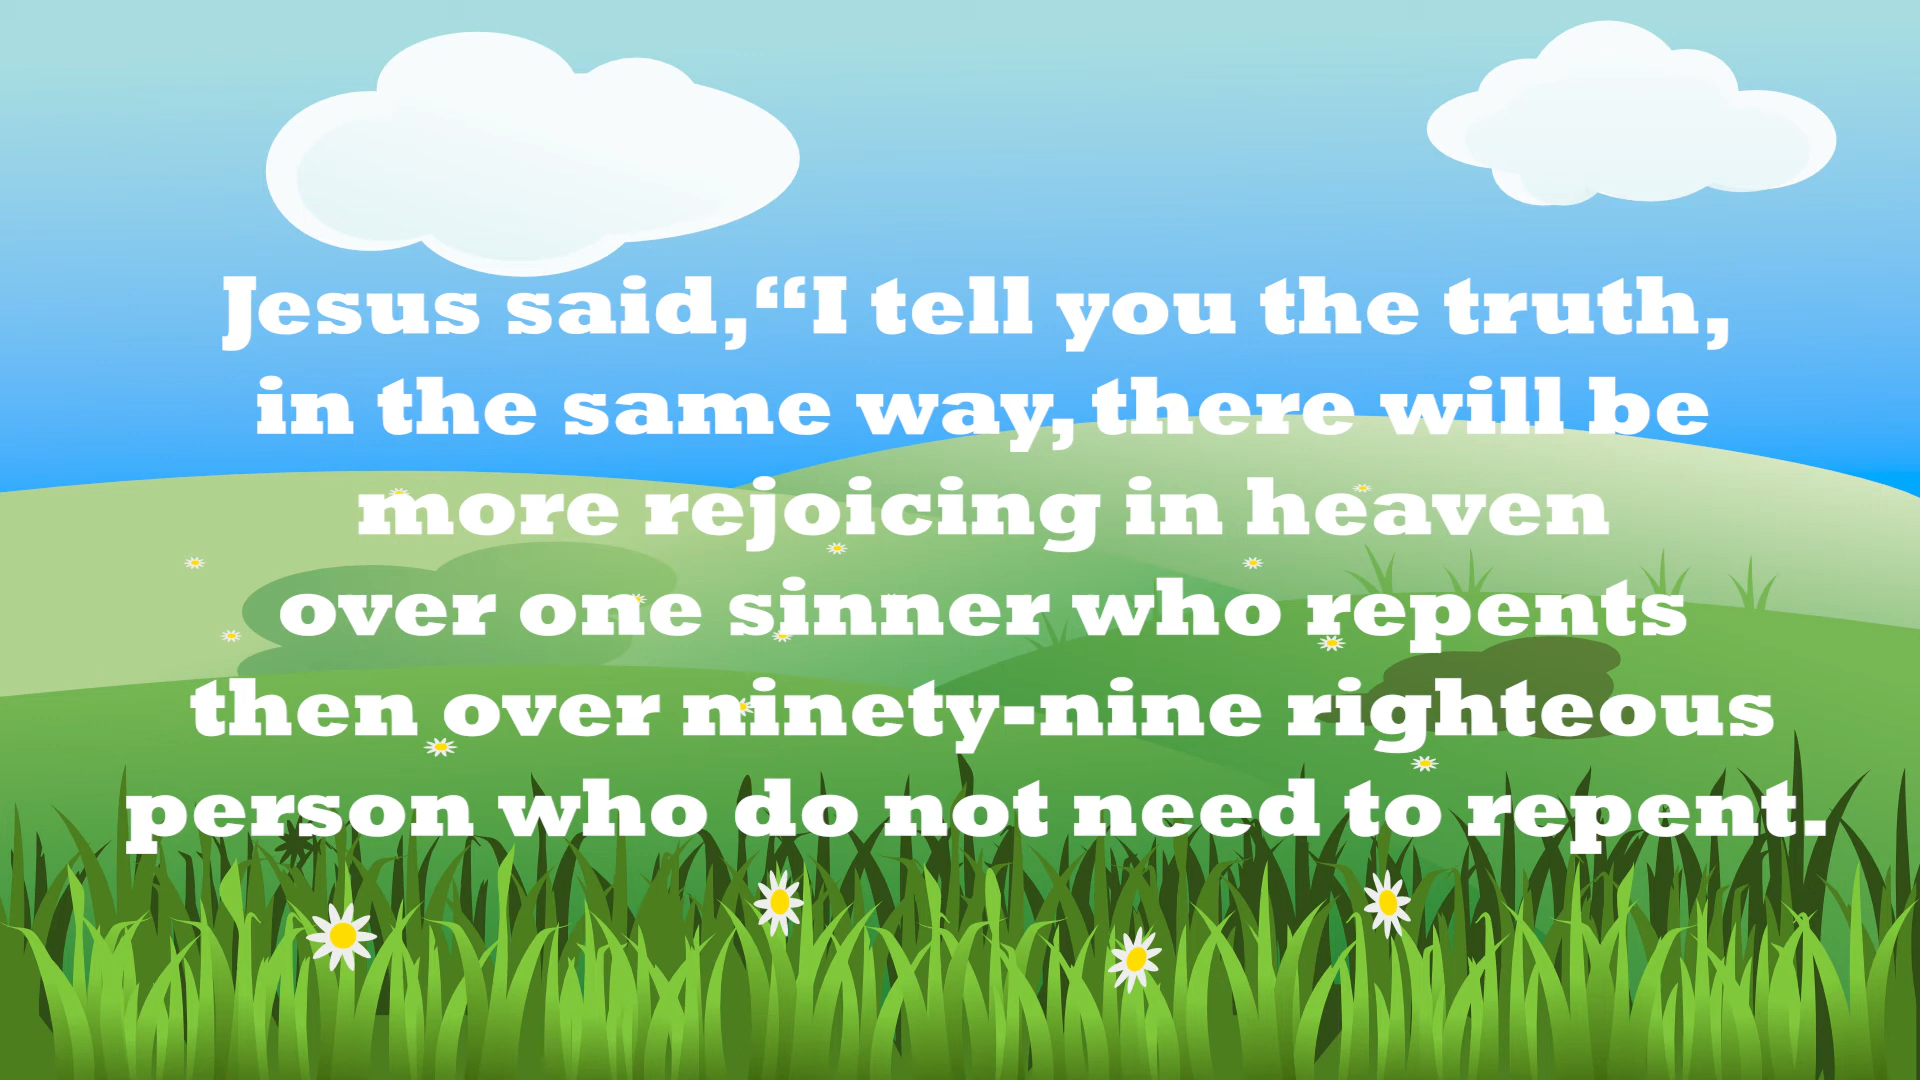 Jesus said,“I tell you the truth,
in the same way, there will be
more rejoicing in heaven
over one sinner who repents
then over ninety-nine righteous
person who do not need to repent.